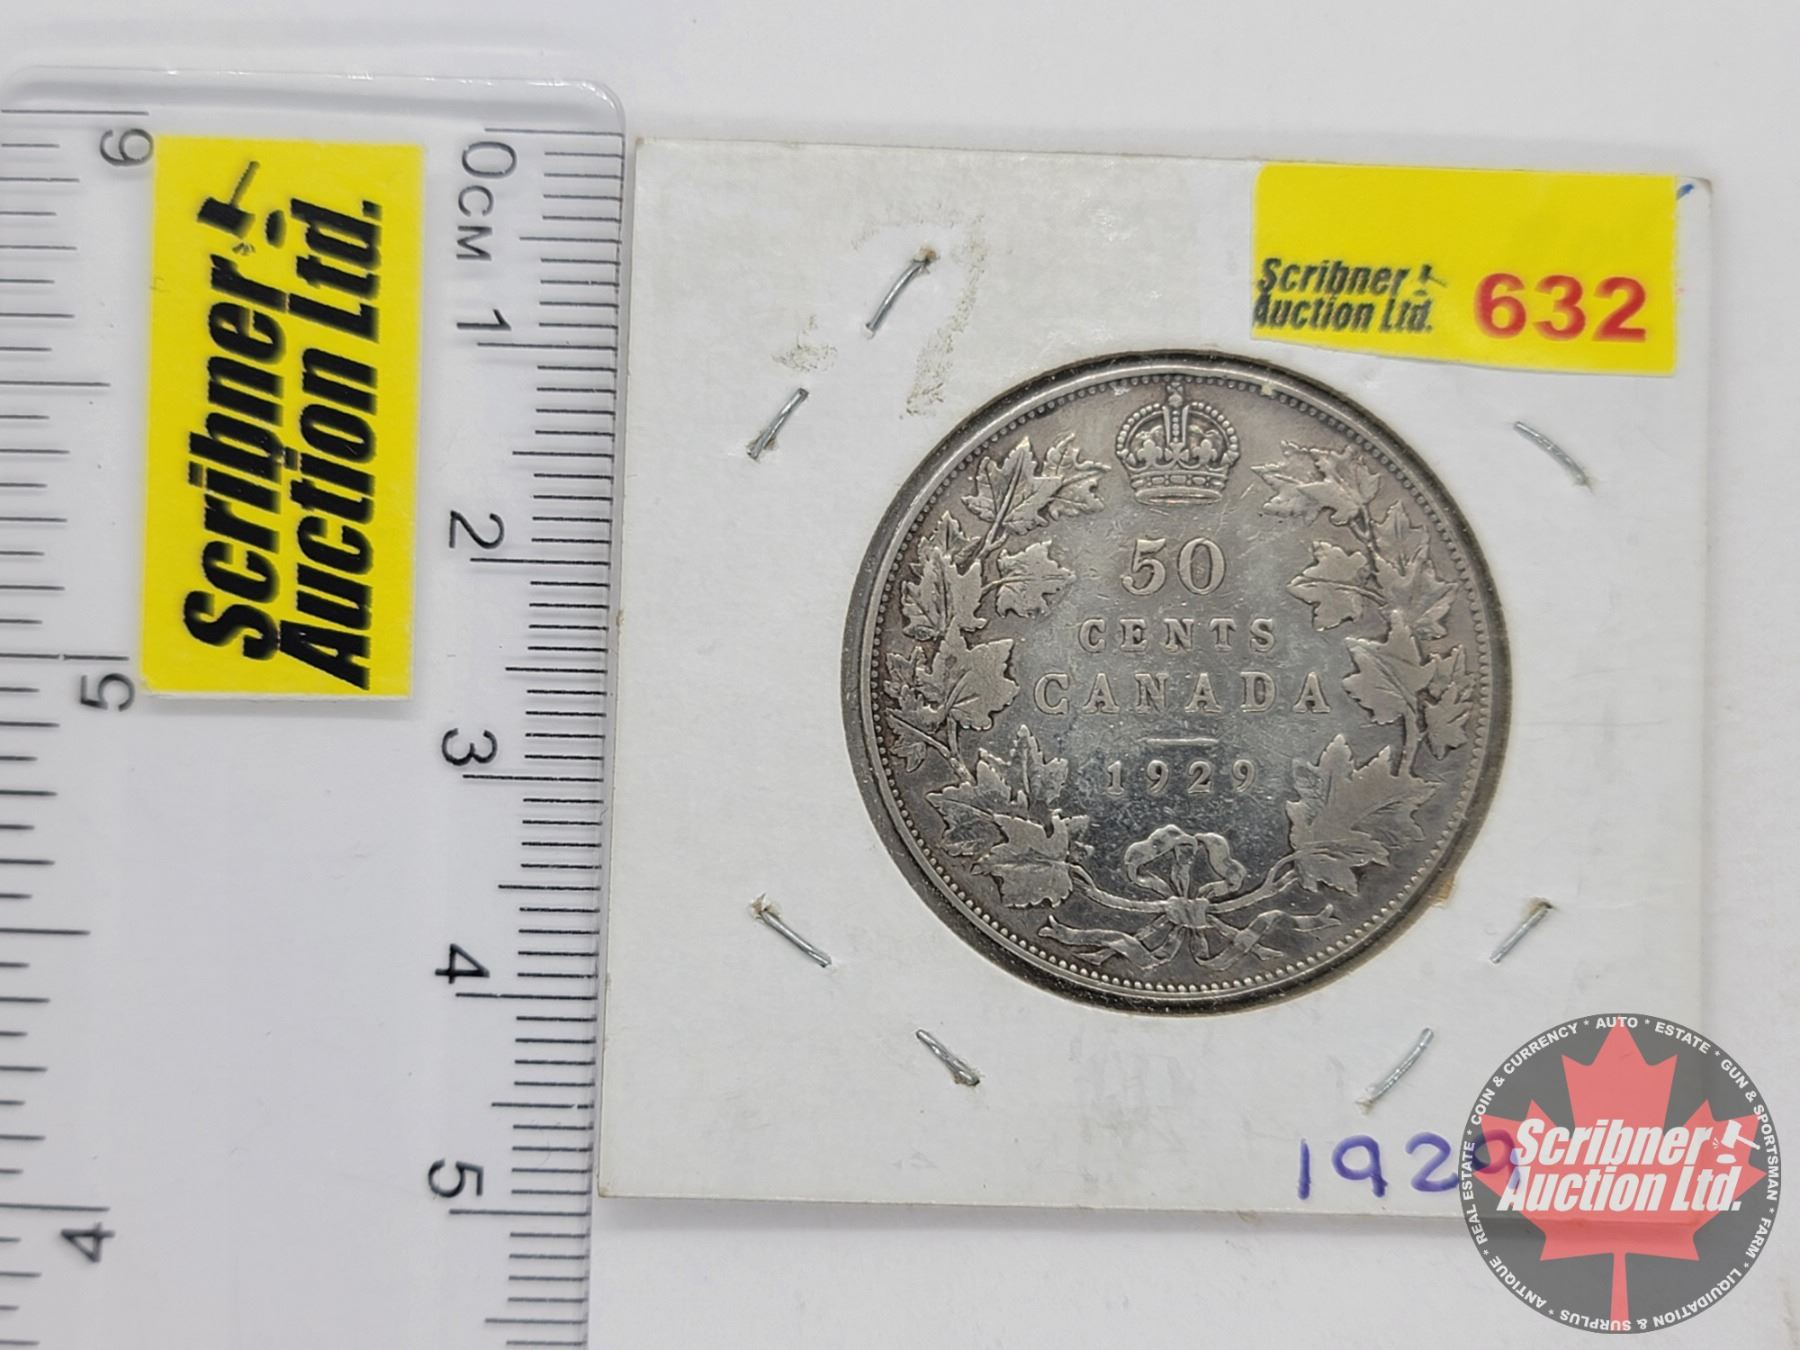 6
5
4
Scribner
Auction Ltd.
0CM
1
2
3
4
5
Scribner
Auction Ltd.
632
50
CENTS
CANADA
1929
1929
Scribner
Auction Ltd.
* COIN & CURRENCY * AUTO * ESTATE * GUN & SPORTSMAN * FARM * LIQUIDATION & SURPLUS * ANTIQUE * REAL ESTATE